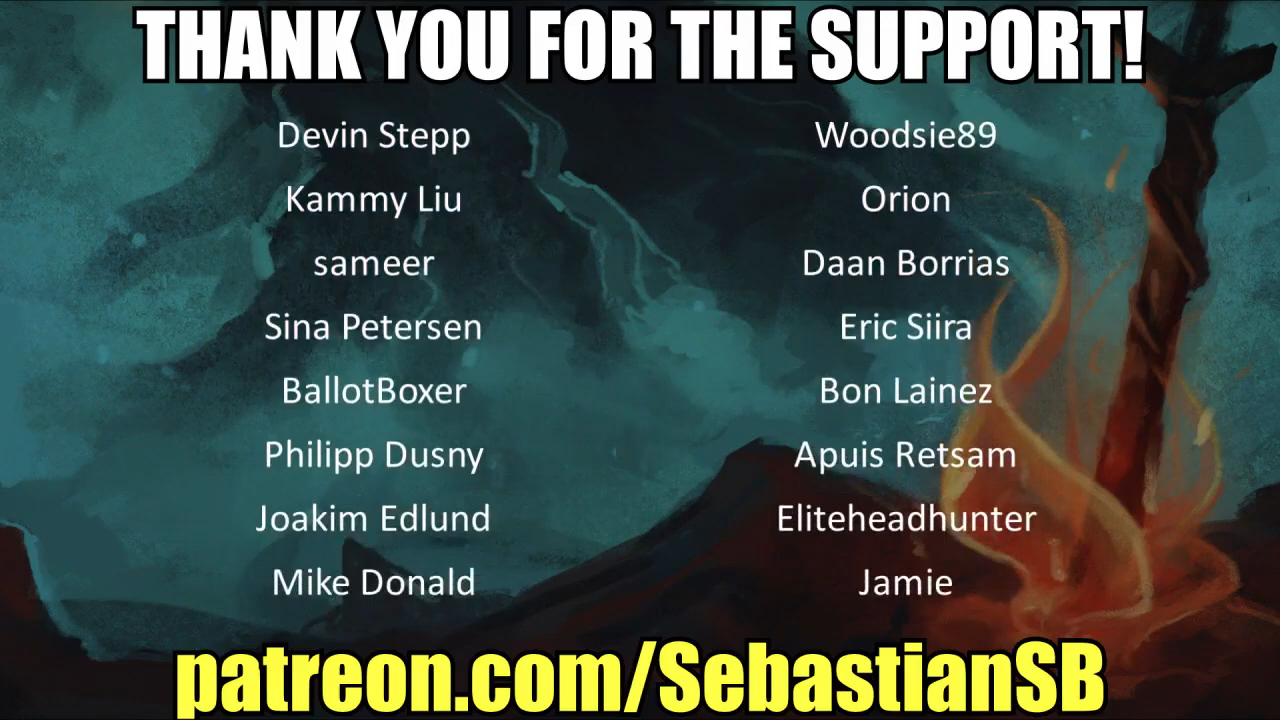 THANK YOU FOR THE SUPPORT!
Devin Stepp
Kammy Liu
sameer
Sina Petersen
BallotBoxer
Philipp Dusny
Joakim Edlund
Mike Donald
Woodsie89
Orion
Daan Borrias
Eric Siira
Bon Lainez
Apuis Retsam
Eliteheadhunter
Jamie
patreon.com/SebastianSB